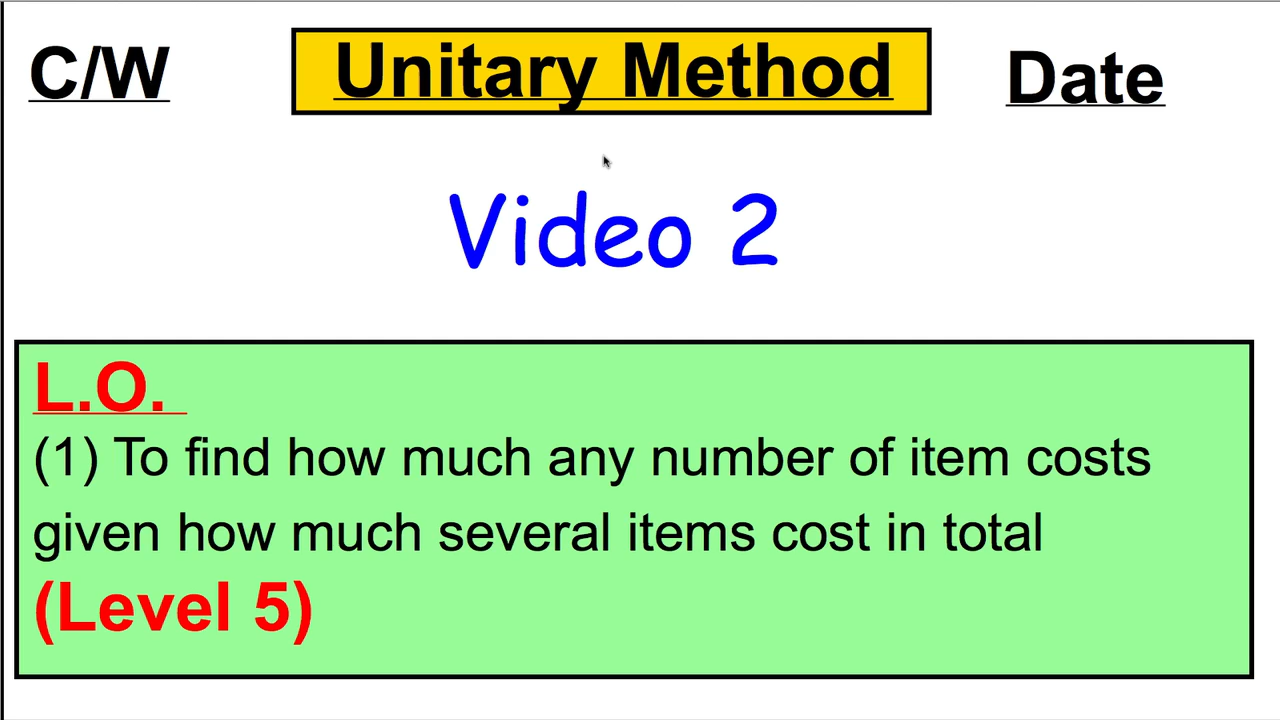 C/W Unitary Method Date
Video 2
L.O.
(1) To find how much any number of item costs
given how much several items cost in total
(Level 5)